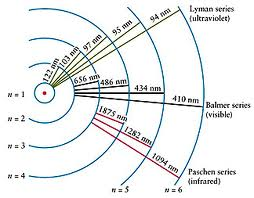 Lyman series
(ultraviolet)
94 nm
95 nm
97 nm
103 nm
122 nm
656 nm
486 nm
434 nm
410 nm
Balmer series
(visible)
1875 nm
1282 nm
1094 nm
Paschen series
(infrared)
n = 1
n = 2
n = 3
n = 4
n = 5
n = 6